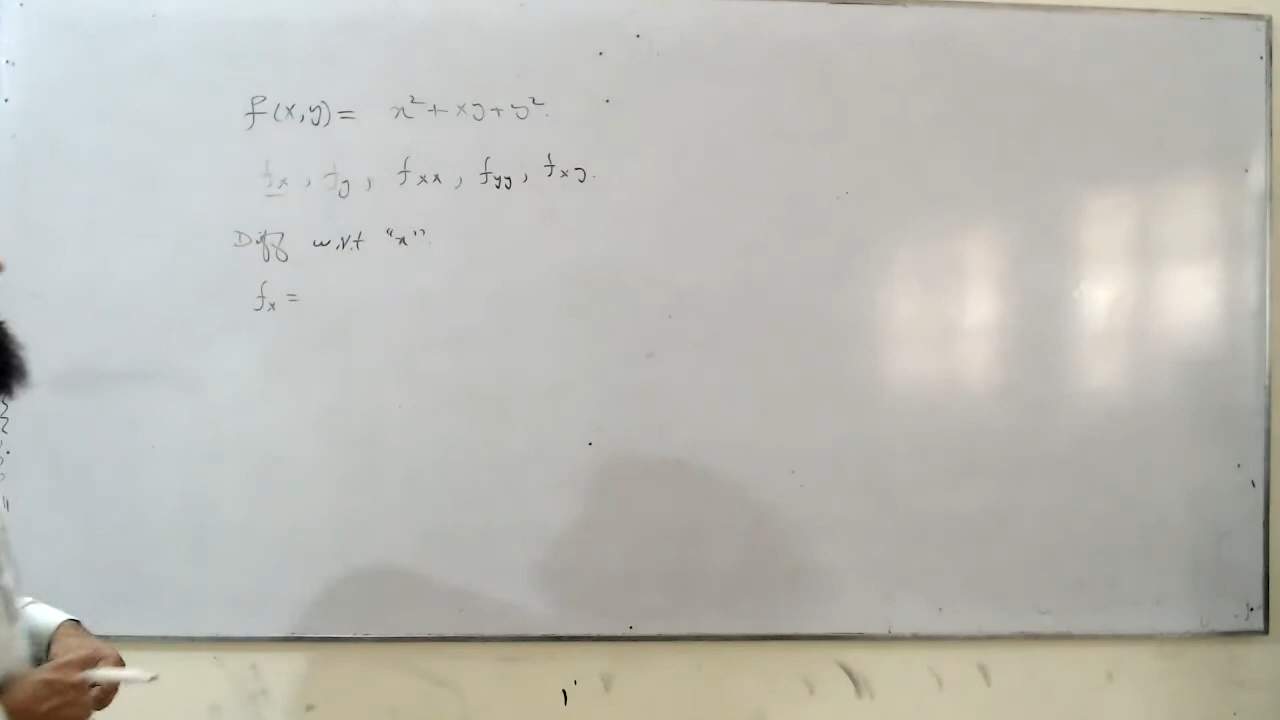 f(x,y) = x²+xy+y².
fx, fy, fxx, fyy, fxy.
Diff w.r.t "x".
fx =